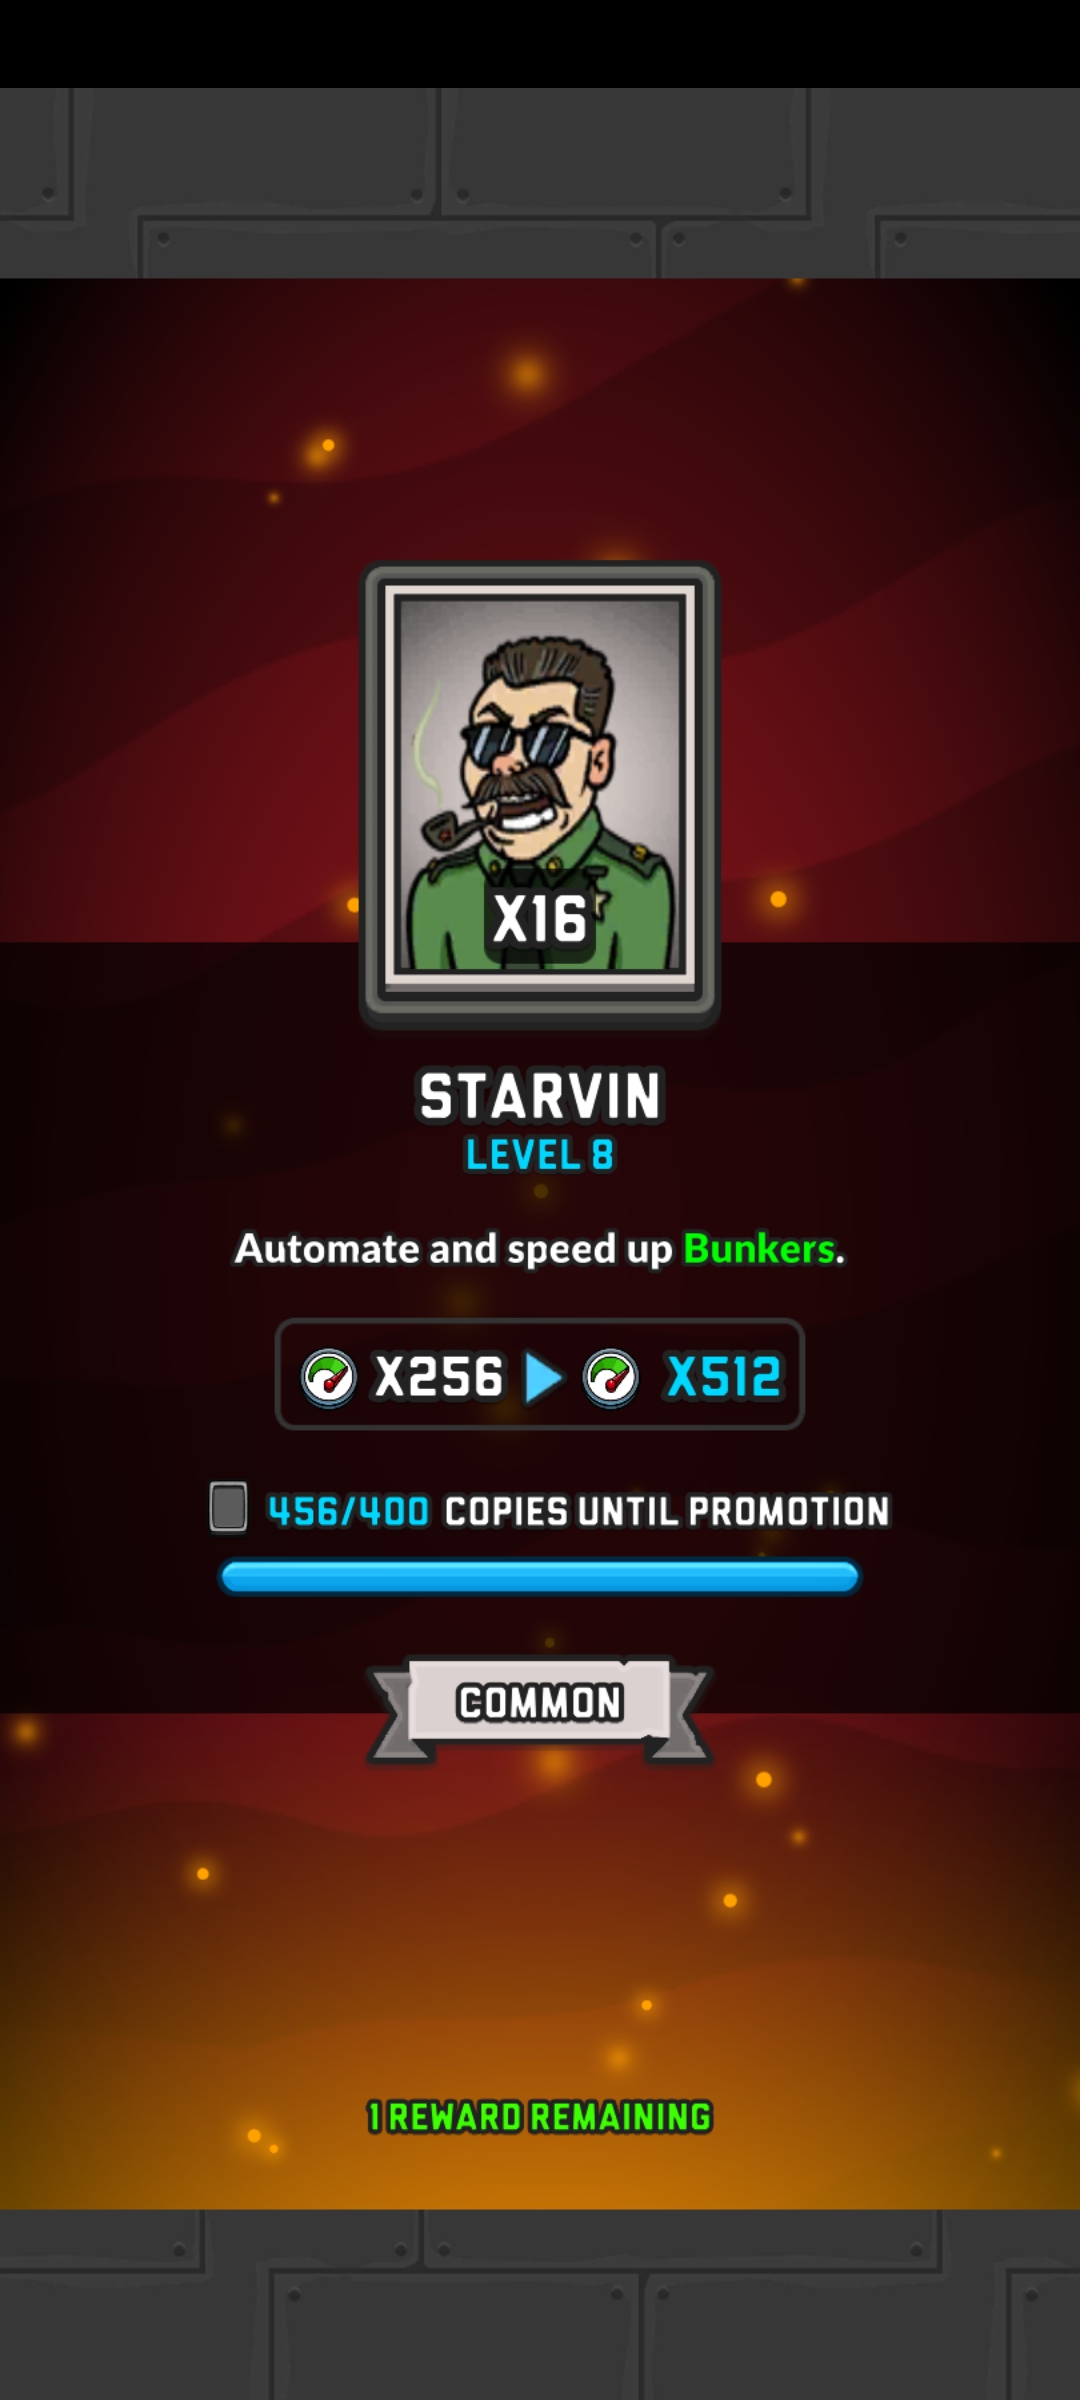 X16
STARVIN
LEVEL 8
Automate and speed up Bunkers.
X256 X512
456/400 COPIES UNTIL PROMOTION
COMMON
1 REWARD REMAINING